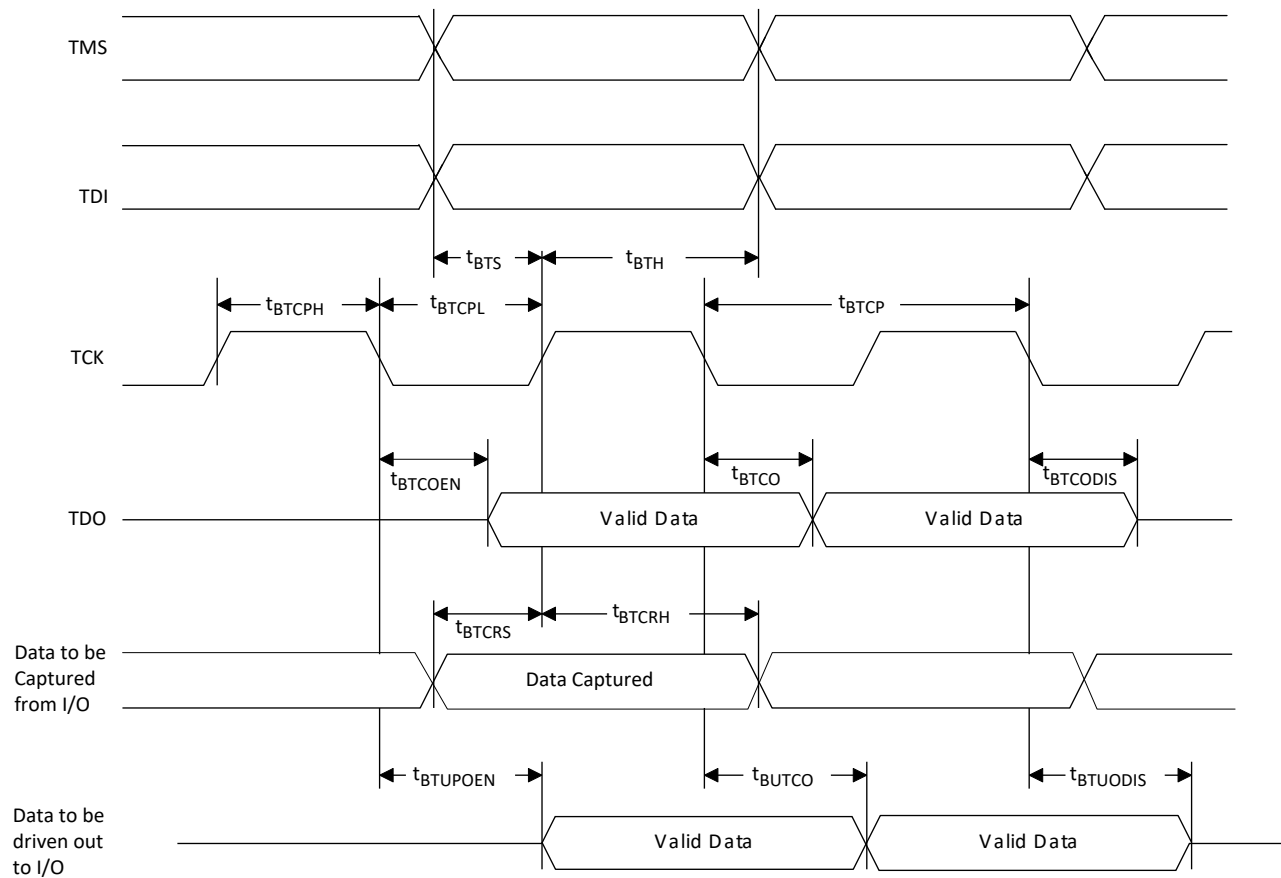 TMS
TDI
tBTS
tBTH
tBTCPH
tBTCPL
tBTCP
TCK
tBTCOEN
tBTCO
tBTCODIS
TDO
Valid Data
Valid Data
tBTCRS
tBTCRH
Data to be
Captured
from I/O
Data Captured
tBTUPOEN
tBUTCO
tBTUODIS
Data to be
driven out
to I/O
Valid Data
Valid Data